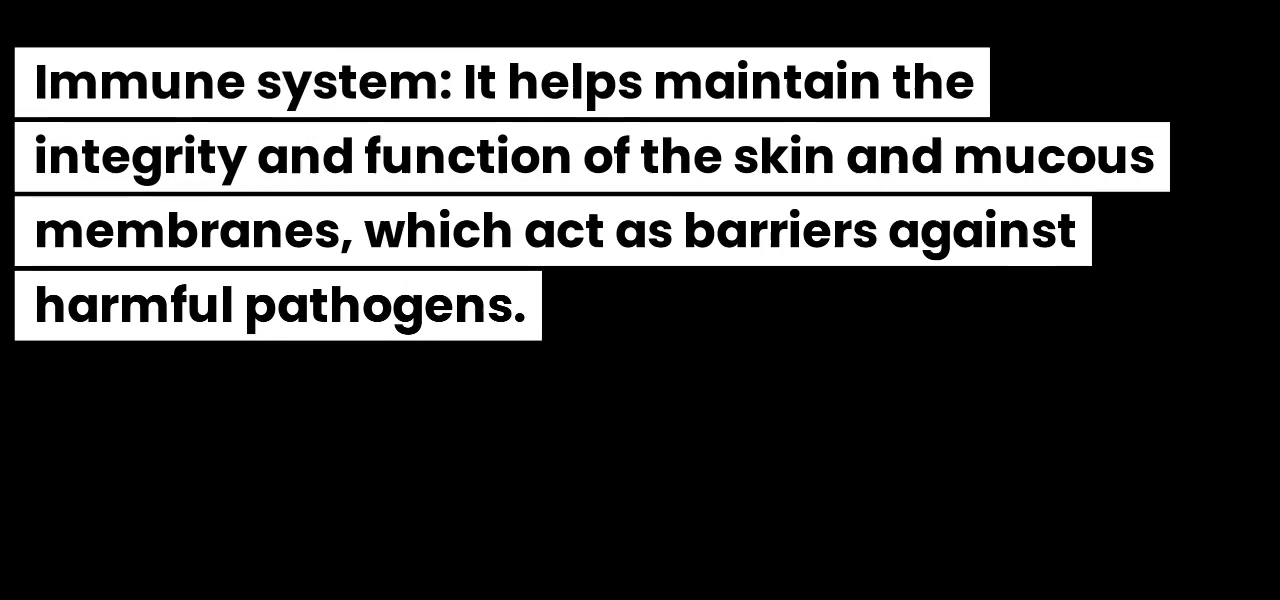 Immune system: It helps maintain the
integrity and function of the skin and mucous
membranes, which act as barriers against
harmful pathogens.